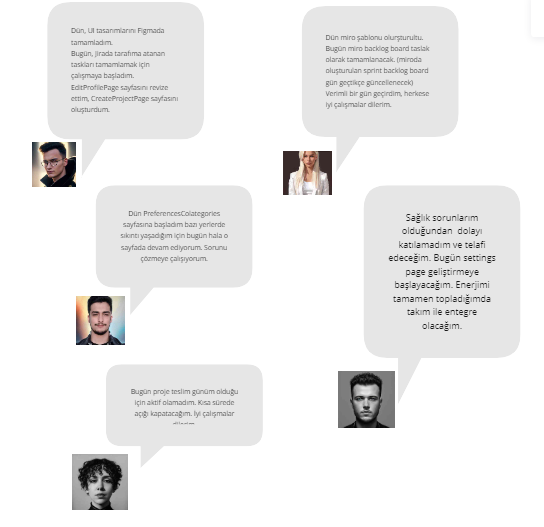 Dün, UI tasarımlarını Figmada
tamamladım.
Bugün, jirada tarafıma atanan
taskları tamamlamak için
çalışmaya başladım.
EditProfilePage sayfasını revize
ettim, CreateProjectPage sayfasını
oluşturdum.
Dün miro şablonu oluırşturultu.
Bugün miro backlog board taslak
olarak tamamlanacak. (miroda
oluşturulan sprint backlog board
gün geçtikçe güncellenecek)
Verimli bir gün geçirdim, herkese
iyi çalışmalar dilerim.
Dün PreferencesColategories
sayfasına başladım bazı yerlerde
sıkıntı yaşadığım için bugün hala o
sayfada devam ediyorum. Sorunu
çözmeye çalışıyorum.
Sağlık sorunlarım
olduğundan dolayı
katılamadım ve telafi
edeceğim. Bugün settings
page geliştirmeye
başlayacağım. Enerjimi
tamamen topladığımda
takım ile entegre
olacağım.
Bugün proje teslim günüm olduğu
için aktif olamadım. Kısa sürede
açığı kapatacağım. İyi çalışmalar
dilerim